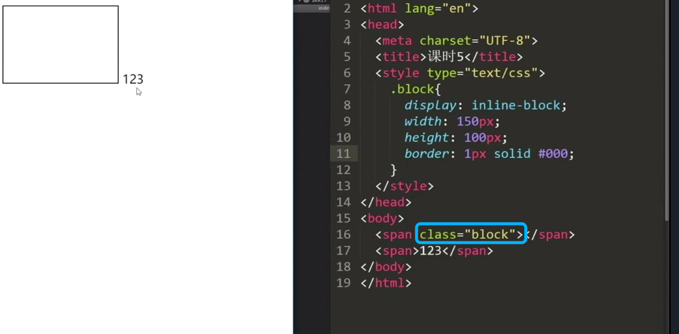 123
2 <html lang="en">
3 <head>
4 <meta charset="UTF-8">
5 <title>课时5</title>
6 <style type="text/css">
7 .block{
8 display: inline-block;
9 width: 150px;
10 height: 100px;
11 border: 1px solid #000;
12 }
13 </style>
14 </head>
15 <body>
16 <span class="block"></span>
17 <span>123</span>
18 </body>
19 </html>